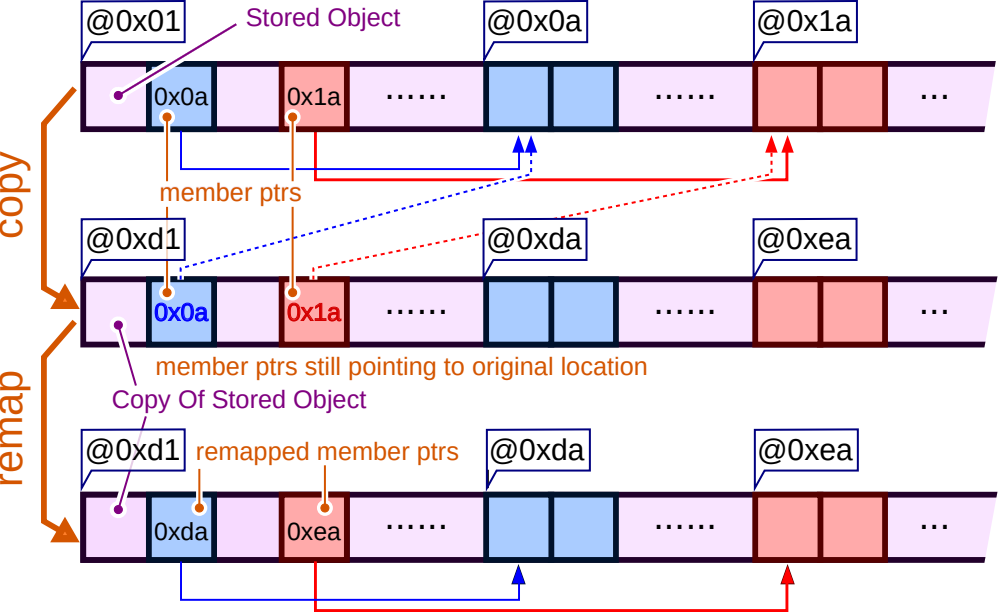 @0x01
Stored Object
@0x0a
@0x1a
0x0a
0x1a
......
......
...
copy
member ptrs
@0xd1
@0xda
@0xea
0x0a
0x1a
......
......
...
member ptrs still pointing to original location
remap
Copy Of Stored Object
@0xd1
remapped member ptrs
@0xda
@0xea
0xda
0xea
......
......
...